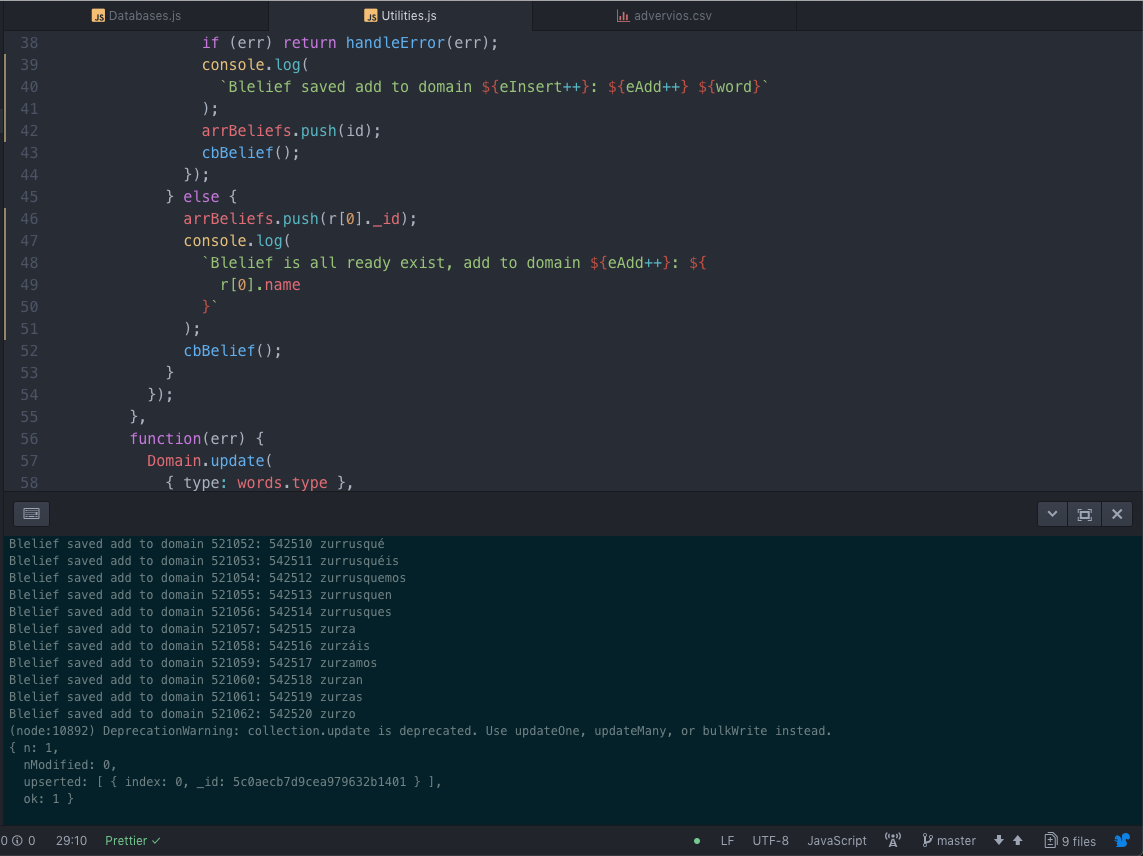 JS Databases.js JS Utilities.js advervios.csv
38 if (err) return handleError(err);
39 console.log(
40 `Blelief saved add to domain ${eInsert++}: ${eAdd++} ${word}`
41 );
42 arrBeliefs.push(id);
43 cbBelief();
44 });
45 } else {
46 arrBeliefs.push(r[0]._id);
47 console.log(
48 `Blelief is all ready exist, add to domain ${eAdd++}: ${
49 r[0].name
50 }`
51 );
52 cbBelief();
53 }
54 });
55 },
56 function(err) {
57 Domain.update(
58 { type: words.type },
Blelief saved add to domain 521052: 542510 zurrusqué
Blelief saved add to domain 521053: 542511 zurrusquéis
Blelief saved add to domain 521054: 542512 zurrusquemos
Blelief saved add to domain 521055: 542513 zurrusquen
Blelief saved add to domain 521056: 542514 zurrusques
Blelief saved add to domain 521057: 542515 zurza
Blelief saved add to domain 521058: 542516 zurzáis
Blelief saved add to domain 521059: 542517 zurzamos
Blelief saved add to domain 521060: 542518 zurzan
Blelief saved add to domain 521061: 542519 zurzas
Blelief saved add to domain 521062: 542520 zurzo
(node:10892) DeprecationWarning: collection.update is deprecated. Use updateOne, updateMany, or bulkWrite instead.
{ n: 1,
nModified: 0,
upserted: [ { index: 0, _id: 5c0aecb7d9cea979632b1401 } ],
ok: 1 }
0 0 29:10 Prettier ✓ LF UTF-8 JavaScript master 9 files